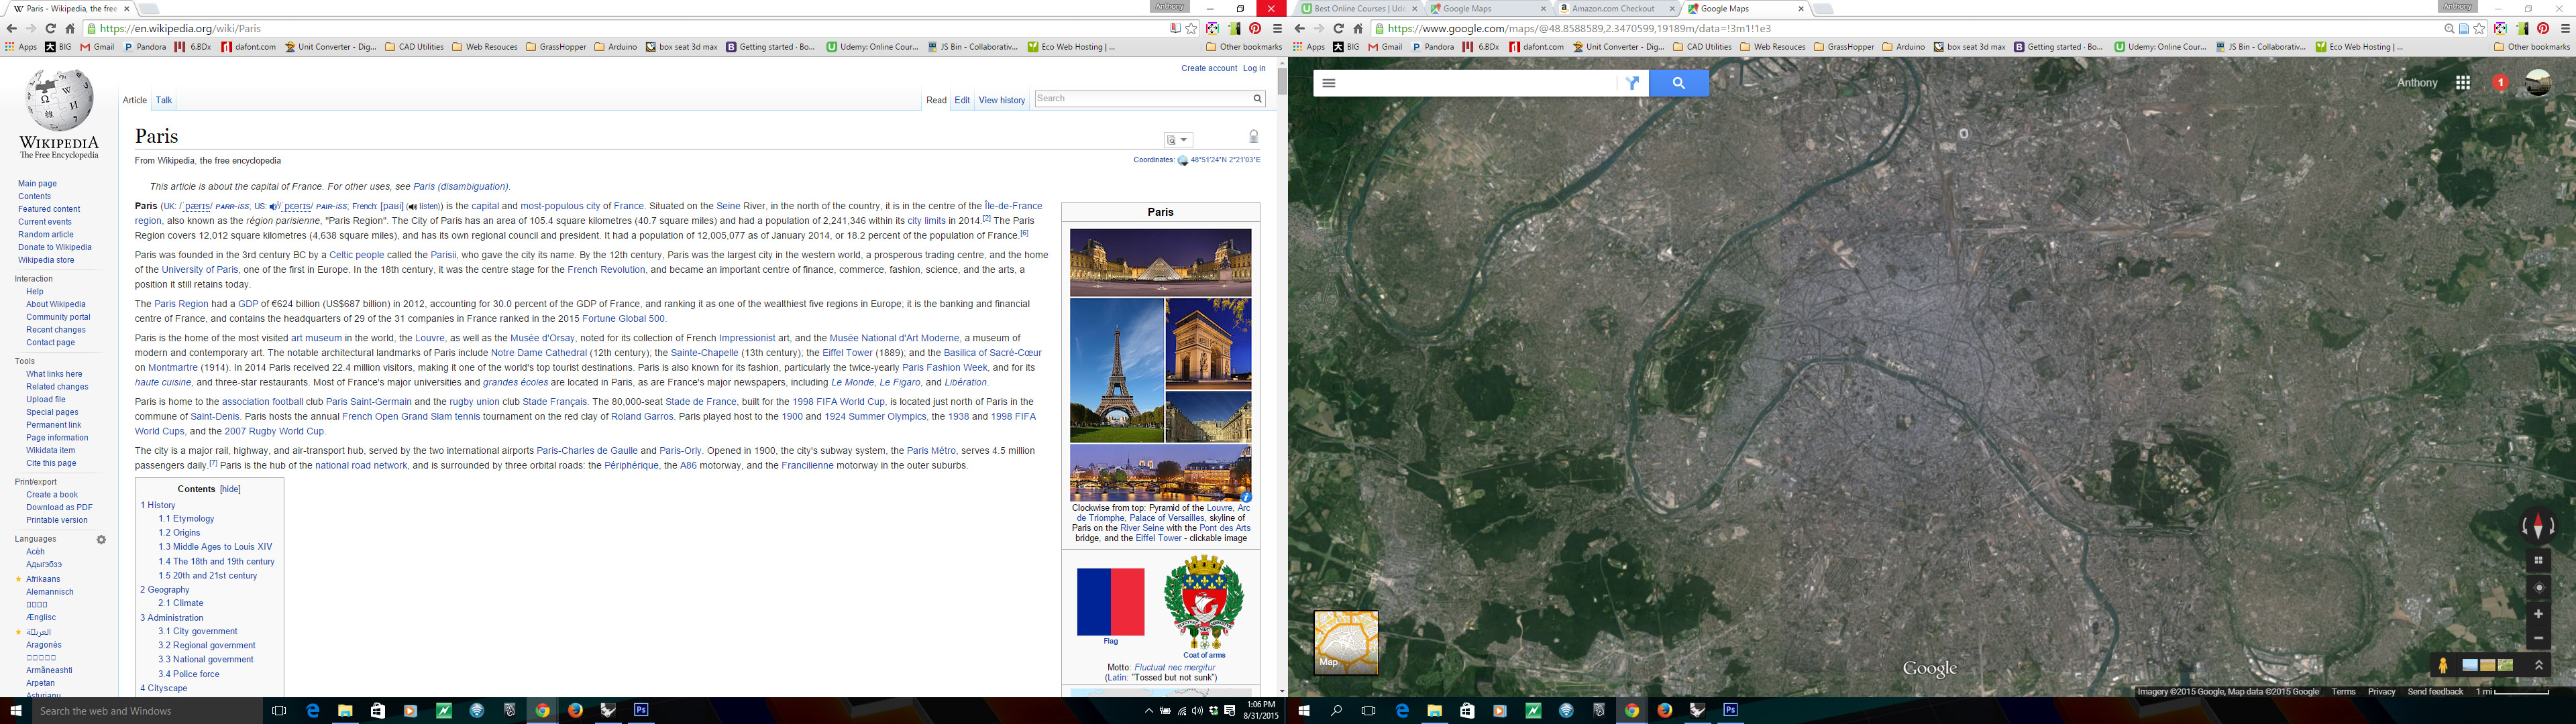 Paris - Wikipedia, the free
Anthony
https://en.wikipedia.org/wiki/Paris
Apps BIG Gmail Pandora 6.BDx dafont.com Unit Converter - Dig... CAD Utilities Web Resouces GrassHopper Arduino box seat 3d max Getting started · Bo... Udemy: Online Cour... JS Bin - Collaborativ... Eco Web Hosting | ... Other bookmarks
Create account Log in
Article Talk Read Edit View history Search
WIKIPEDIA
The Free Encyclopedia
Main page
Contents
Featured content
Current events
Random article
Donate to Wikipedia
Wikipedia store
Interaction
Help
About Wikipedia
Community portal
Recent changes
Contact page
Tools
What links here
Related changes
Upload file
Special pages
Permanent link
Page information
Wikidata item
Cite this page
Print/export
Create a book
Download as PDF
Printable version
Languages
Acèh
Адыгэбзэ
Afrikaans
Alemannisch
Ænglisc
Aragonés
Armãneashti
Arpetan
Asturianu
Paris
From Wikipedia, the free encyclopedia
Coordinates: 48°51′24″N 2°21′03″E
This article is about the capital of France. For other uses, see Paris (disambiguation).
Paris (UK: /ˈpærɪs/ PARR-iss; US: /ˈpɛərɪs/ PAIR-iss; French: [paʁi] ( listen)) is the capital and most-populous city of France. Situated on the Seine River, in the north of the country, it is in the centre of the Île-de-France
region, also known as the région parisienne, "Paris Region". The City of Paris has an area of 105.4 square kilometres (40.7 square miles) and had a population of 2,241,346 within its city limits in 2014.[2] The Paris
Region covers 12,012 square kilometres (4,638 square miles), and has its own regional council and president. It had a population of 12,005,077 as of January 2014, or 18.2 percent of the population of France.[6]
Paris was founded in the 3rd century BC by a Celtic people called the Parisii, who gave the city its name. By the 12th century, Paris was the largest city in the western world, a prosperous trading centre, and the home
of the University of Paris, one of the first in Europe. In the 18th century, it was the centre stage for the French Revolution, and became an important centre of finance, commerce, fashion, science, and the arts, a
position it still retains today.
The Paris Region had a GDP of €624 billion (US$687 billion) in 2012, accounting for 30.0 percent of the GDP of France, and ranking it as one of the wealthiest five regions in Europe; it is the banking and financial
centre of France, and contains the headquarters of 29 of the 31 companies in France ranked in the 2015 Fortune Global 500.
Paris is the home of the most visited art museum in the world, the Louvre, as well as the Musée d'Orsay, noted for its collection of French Impressionist art, and the Musée National d'Art Moderne, a museum of
modern and contemporary art. The notable architectural landmarks of Paris include Notre Dame Cathedral (12th century); the Sainte-Chapelle (13th century); the Eiffel Tower (1889); and the Basilica of Sacré-Cœur
on Montmartre (1914). In 2014 Paris received 22.4 million visitors, making it one of the world's top tourist destinations. Paris is also known for its fashion, particularly the twice-yearly Paris Fashion Week, and for its
haute cuisine, and three-star restaurants. Most of France's major universities and grandes écoles are located in Paris, as are France's major newspapers, including Le Monde, Le Figaro, and Libération.
Paris is home to the association football club Paris Saint-Germain and the rugby union club Stade Français. The 80,000-seat Stade de France, built for the 1998 FIFA World Cup, is located just north of Paris in the
commune of Saint-Denis. Paris hosts the annual French Open Grand Slam tennis tournament on the red clay of Roland Garros. Paris played host to the 1900 and 1924 Summer Olympics, the 1938 and 1998 FIFA
World Cups, and the 2007 Rugby World Cup.
The city is a major rail, highway, and air-transport hub, served by the two international airports Paris-Charles de Gaulle and Paris-Orly. Opened in 1900, the city's subway system, the Paris Métro, serves 4.5 million
passengers daily.[7] Paris is the hub of the national road network, and is surrounded by three orbital roads: the Périphérique, the A86 motorway, and the Francilienne motorway in the outer suburbs.
Contents [hide]
1 History
1.1 Etymology
1.2 Origins
1.3 Middle Ages to Louis XIV
1.4 The 18th and 19th century
1.5 20th and 21st century
2 Geography
2.1 Climate
3 Administration
3.1 City government
3.2 Regional government
3.3 National government
3.4 Police force
4 Cityscape
Paris
Clockwise from top: Pyramid of the Louvre, Arc
de Triomphe, Palace of Versailles, skyline of
Paris on the River Seine with the Pont des Arts
bridge, and the Eiffel Tower - clickable image
Flag
Coat of arms
Motto: Fluctuat nec mergitur
(Latin: "Tossed but not sunk")
Search the web and Windows
1:06 PM
8/31/2015
Best Online Courses | Ude Google Maps Amazon.com Checkout Google Maps
Anthony
https://www.google.com/maps/@48.8588589,2.3470599,19189m/data=!3m1!1e3
Apps BIG Gmail Pandora 6.BDx dafont.com Unit Converter - Dig... CAD Utilities Web Resouces GrassHopper Arduino box seat 3d max Getting started · Bo... Udemy: Online Cour... JS Bin - Collaborativ... Eco Web Hosting | ... Other bookmarks
Anthony 1
Map
Google
Imagery ©2015 Google, Map data ©2015 Google Terms Privacy Send feedback 1 mi